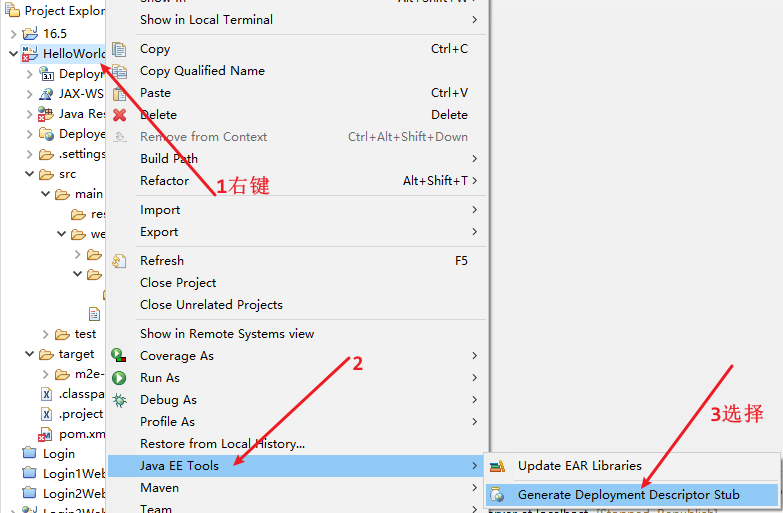 Project Explor
16.5
HelloWorld
Deployr
JAX-WS
Java Res
Deploye
.settings
src
main
res
we
test
target
m2e-
.classpa
.project
pom.xm
Login
Login1Web
Login2Web
Login2Web
Show in Local Terminal
Copy Ctrl+C
Copy Qualified Name
Paste Ctrl+V
Delete Delete
Remove from Context Ctrl+Alt+Shift+Down
Build Path
Refactor Alt+Shift+T
Import
Export
Refresh F5
Close Project
Close Unrelated Projects
Show in Remote Systems view
Coverage As
Run As
Debug As
Profile As
Restore from Local History...
Java EE Tools
Maven
Team
Update EAR Libraries
Generate Deployment Descriptor Stub
1右键
2
3选择